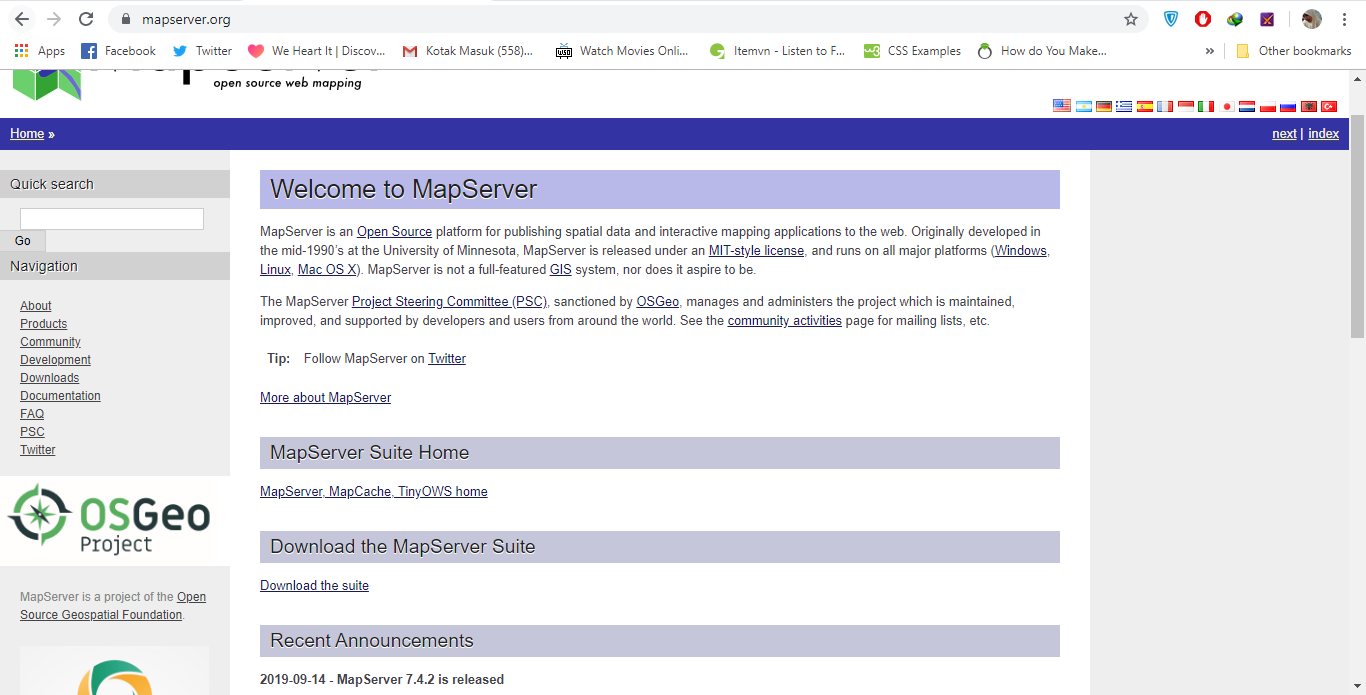 mapserver.org
Apps Facebook Twitter We Heart It | Discov... Kotak Masuk (558)... Watch Movies Onli... Itemvn - Listen to F... CSS Examples How do You Make... » Other bookmarks
open source web mapping
Home » next | index
Quick search
Go
Navigation
About
Products
Community
Development
Downloads
Documentation
FAQ
PSC
Twitter
OSGeo
Project
MapServer is a project of the Open
Source Geospatial Foundation.
Welcome to MapServer
MapServer is an Open Source platform for publishing spatial data and interactive mapping applications to the web. Originally developed in
the mid-1990's at the University of Minnesota, MapServer is released under an MIT-style license, and runs on all major platforms (Windows,
Linux, Mac OS X). MapServer is not a full-featured GIS system, nor does it aspire to be.
The MapServer Project Steering Committee (PSC), sanctioned by OSGeo, manages and administers the project which is maintained,
improved, and supported by developers and users from around the world. See the community activities page for mailing lists, etc.
Tip: Follow MapServer on Twitter
More about MapServer
MapServer Suite Home
MapServer, MapCache, TinyOWS home
Download the MapServer Suite
Download the suite
Recent Announcements
2019-09-14 - MapServer 7.4.2 is released